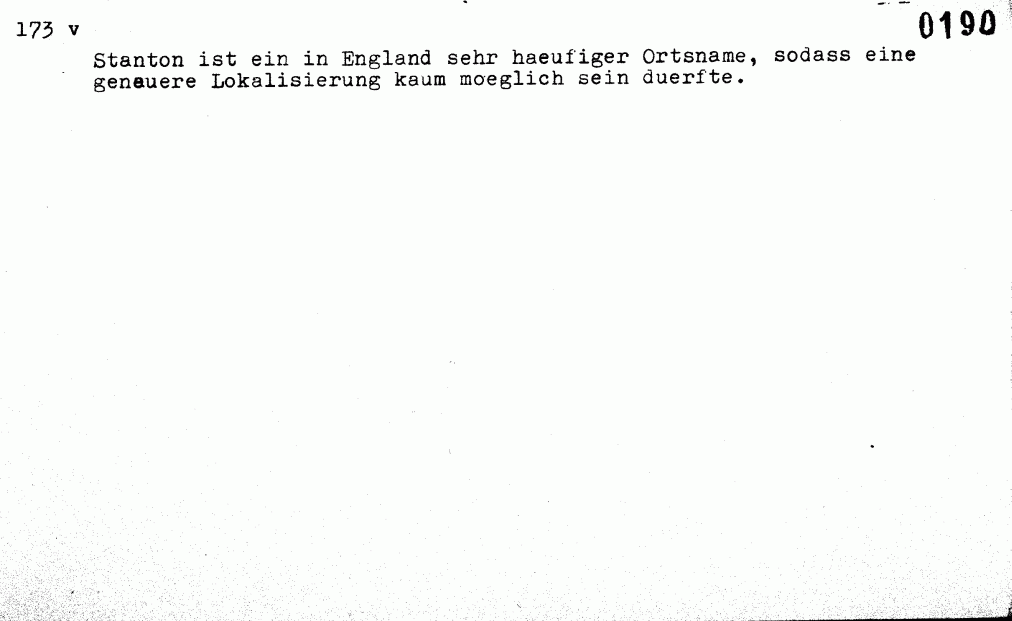 173 v
0190
Stanton ist ein in England sehr haeufiger Ortsname, sodass eine
genauere Lokalisierung kaum moeglich sein duerfte.